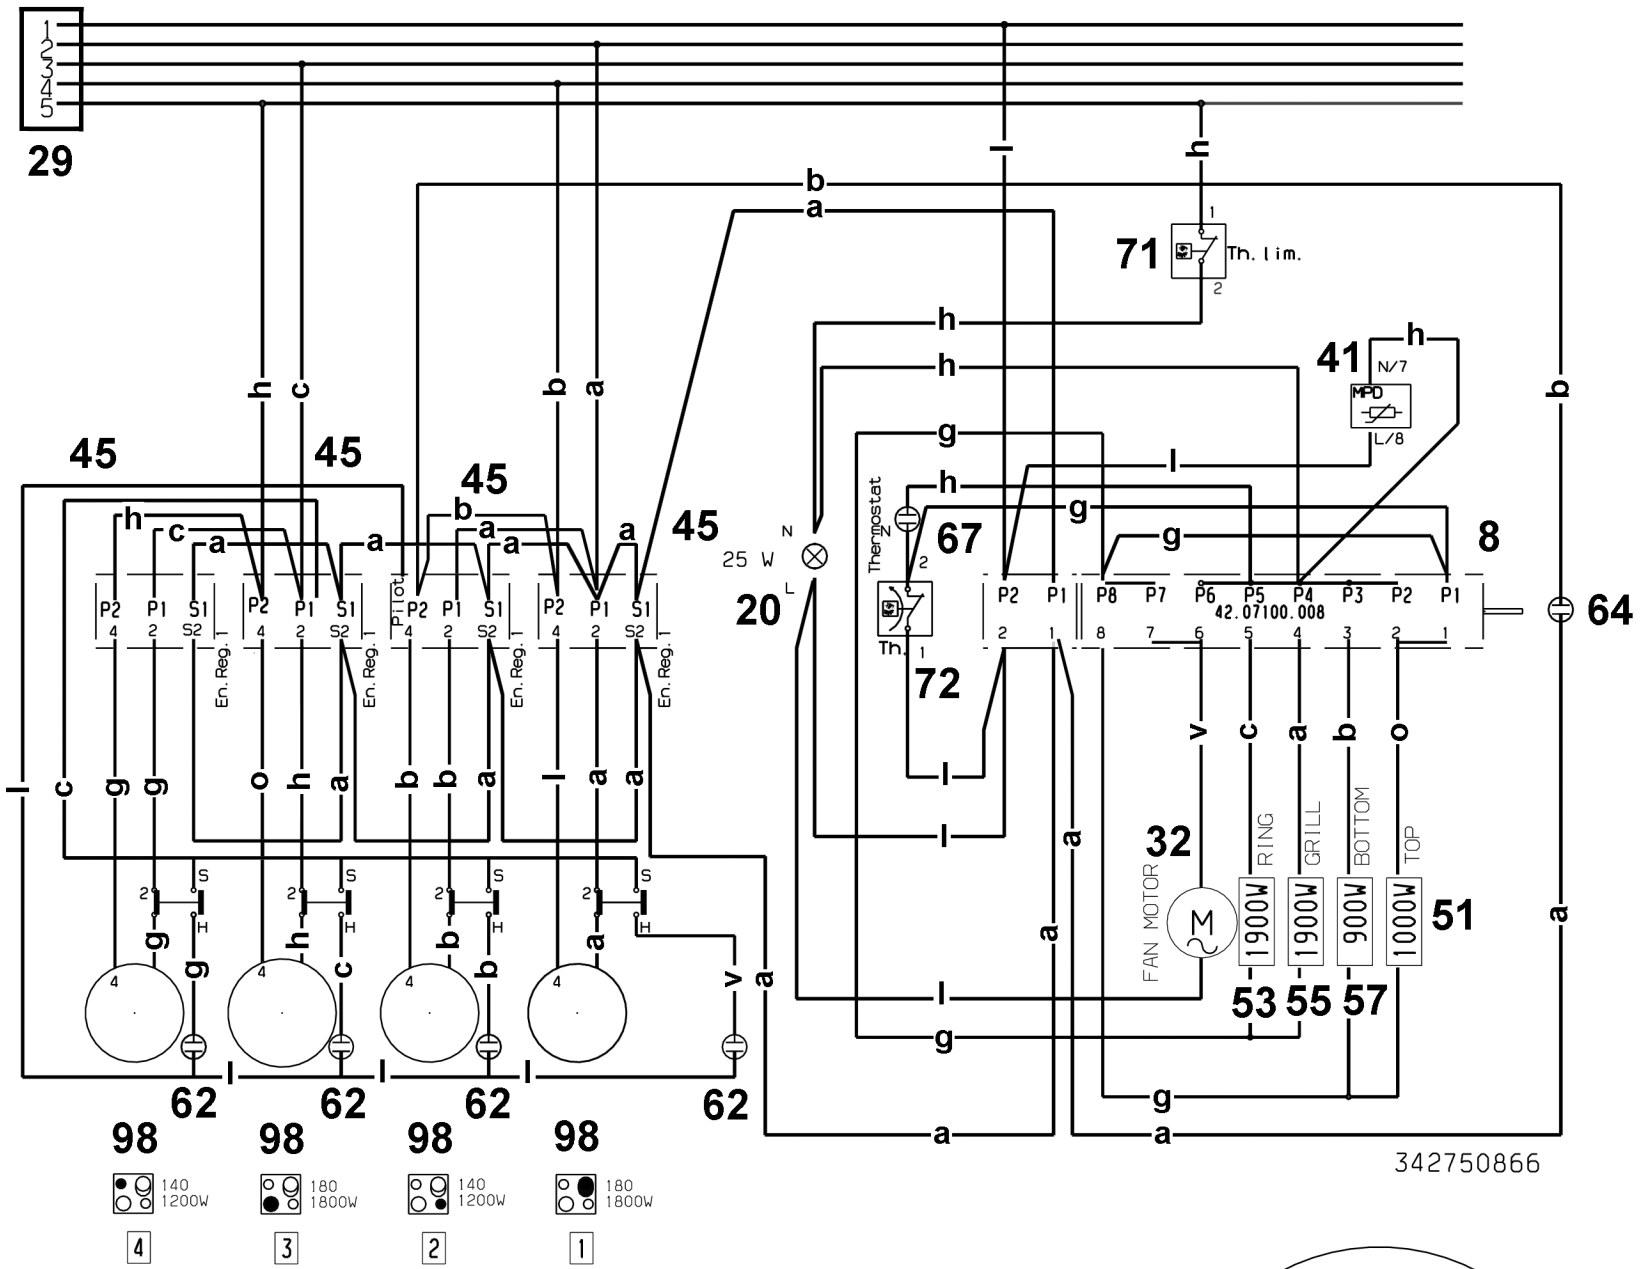 1
2
3
4
5
29
b
a
l
h
1
71
Th. lim.
2
h
41
h
N/7
MPD
L/8
h
h
c
b
a
b
g
l
45
45
45
45
h
g
g
8
h
c
a
a
b
a
a
a
Thermostat
N
67
2
N
25 W
L
20
Th.
1
72
P2
P1
S1
4
2
S2
En. Reg. 1
P2
P1
S1
4
2
S2
En. Reg. 1
Pilot
P2
P1
S1
4
2
S2
En. Reg. 1
P2
P1
S1
4
2
S2
En. Reg. 1
P2
P1
P8
P7
P6
P5
P4
P3
P2
P1
42.07100.008
2
1
8
7
6
5
4
3
2
1
64
l
c
g
g
o
h
a
b
b
a
l
a
a
l
l
a
v
c
a
b
o
32
FAN MOTOR
M
RING
GRILL
BOTTOM
TOP
1900W
1900W
900W
1000W
51
53
55
57
2
S
H
2
S
H
2
S
H
2
S
H
g
g
h
c
b
b
a
v
a
a
a
4
4
4
l
g
l
l
l
g
62
62
62
62
a
a
98
98
98
98
342750866
140
1200W
180
1800W
140
1200W
180
1800W
4
3
2
1